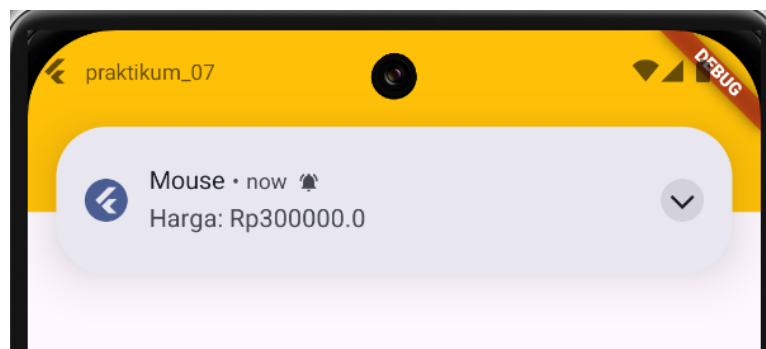 praktikum_07
DEBUG
Mouse • now
Harga: Rp300000.0